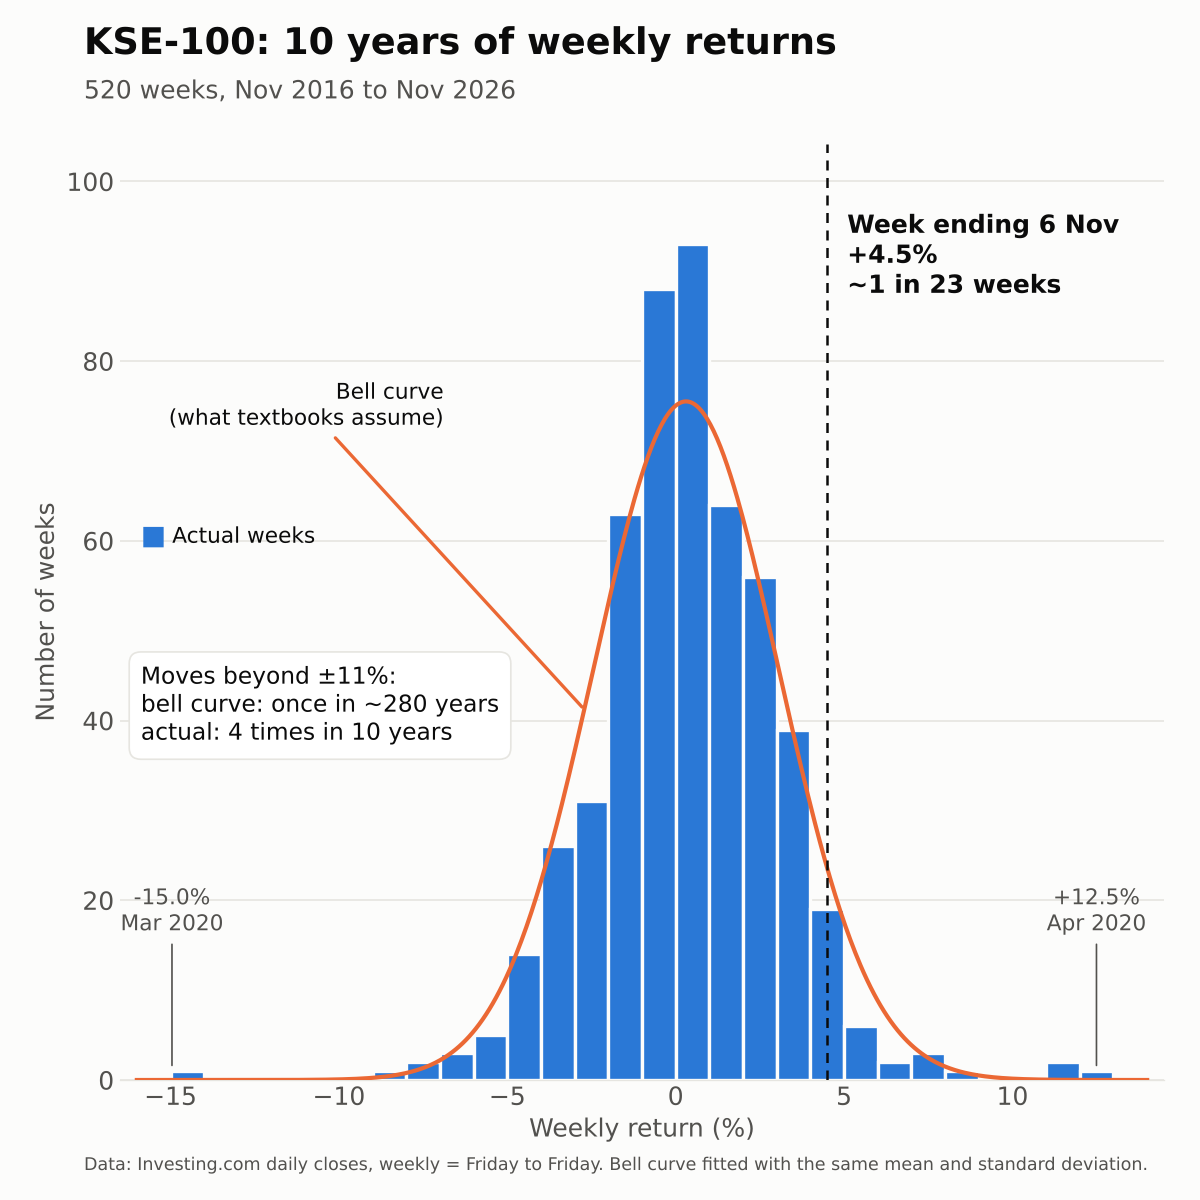 KSE-100: 10 years of weekly returns
520 weeks, Nov 2016 to Nov 2026
100
80
60
40
20
0
Number of weeks
Week ending 6 Nov
+4.5%
~1 in 23 weeks
Bell curve
(what textbooks assume)
Actual weeks
Moves beyond ±11%:
bell curve: once in ~280 years
actual: 4 times in 10 years
-15.0%
Mar 2020
+12.5%
Apr 2020
−15
−10
−5
0
5
10
Weekly return (%)
Data: Investing.com daily closes, weekly = Friday to Friday. Bell curve fitted with the same mean and standard deviation.